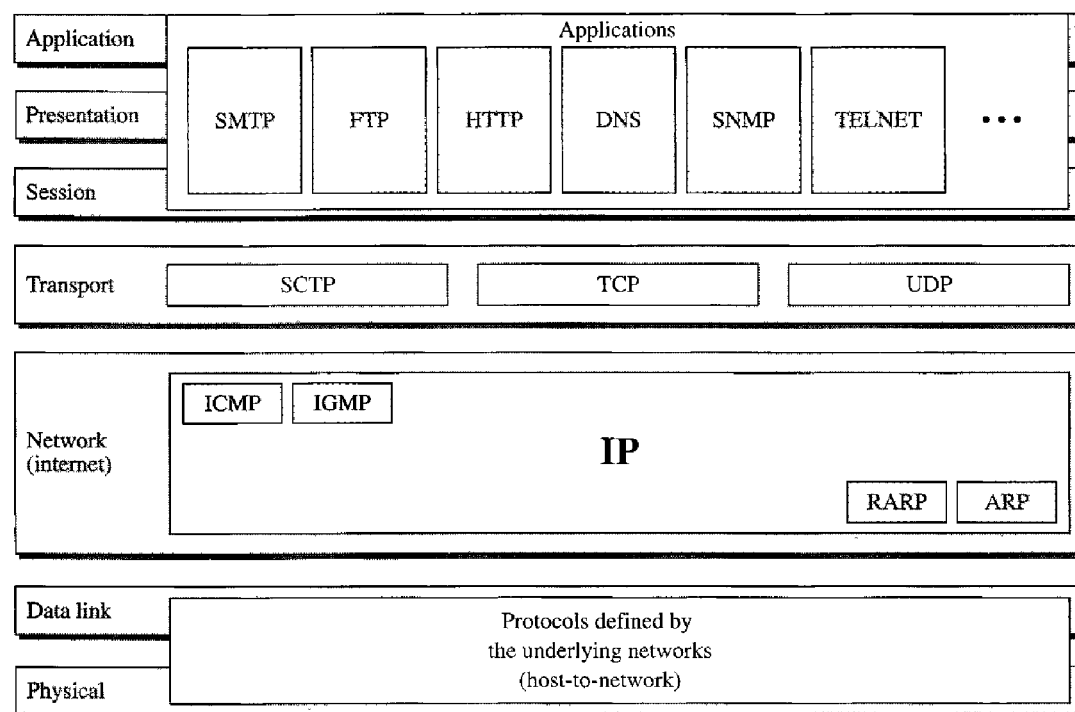 Application
Applications
Presentation
SMTP FTP HTTP DNS SNMP TELNET •••
Session
Transport
SCTP TCP UDP
Network
(internet)
ICMP IGMP
IP
RARP ARP
Data link
Protocols defined by
the underlying networks
(host-to-network)
Physical